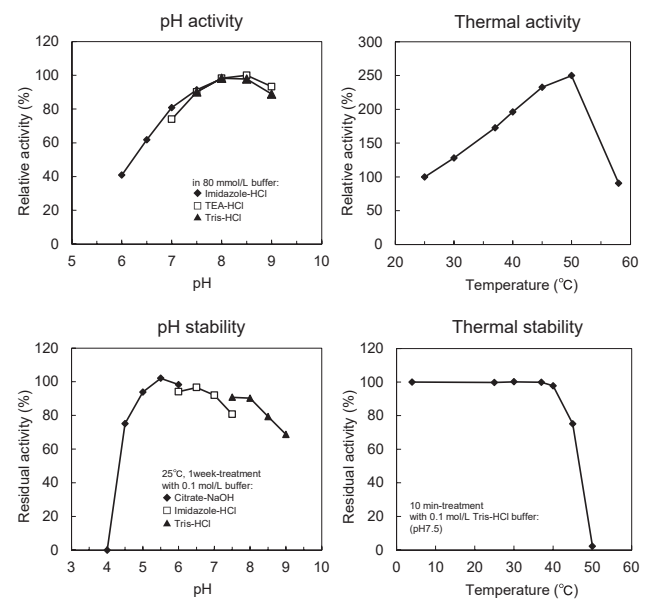 pH activity
120
100
80
60
40
20
0
Relative activity (%)
in 80 mmol/L buffer:
Imidazole-HCl
TEA-HCl
Tris-HCl
5 6 7 8 9 10
pH
Thermal activity
300
250
200
150
100
50
0
Relative activity (%)
20 30 40 50 60
Temperature (℃)
pH stability
120
100
80
60
40
20
0
Residual activity (%)
25℃, 1week-treatment
with 0.1 mol/L buffer:
Citrate-NaOH
Imidazole-HCl
Tris-HCl
3 4 5 6 7 8 9 10
pH
Thermal stability
120
100
80
60
40
20
0
Residual activity (%)
10 min-treatment
with 0.1 mol/L Tris-HCl buffer:
(pH7.5)
0 10 20 30 40 50 60
Temperature (℃)